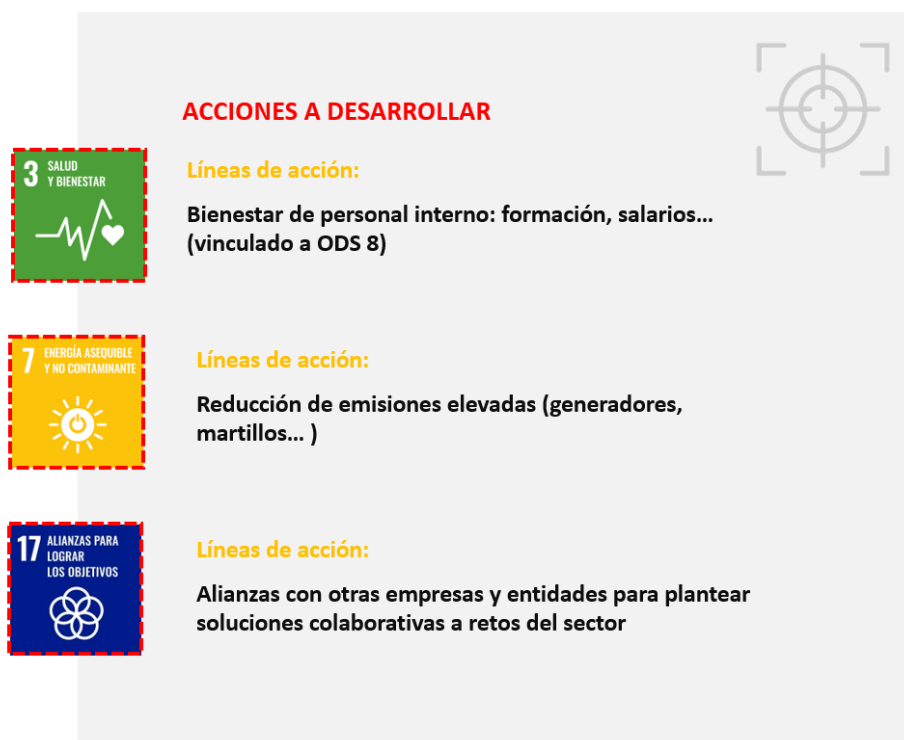 ACCIONES A DESARROLLAR
3 SALUD
Y BIENESTAR
Líneas de acción:
Bienestar de personal interno: formación, salarios...
(vinculado a ODS 8)
7 ENERGÍA ASEQUIBLE
Y NO CONTAMINANTE
Líneas de acción:
Reducción de emisiones elevadas (generadores,
martillos... )
17 ALIANZAS PARA
LOGRAR
LOS OBJETIVOS
Líneas de acción:
Alianzas con otras empresas y entidades para plantear
soluciones colaborativas a retos del sector